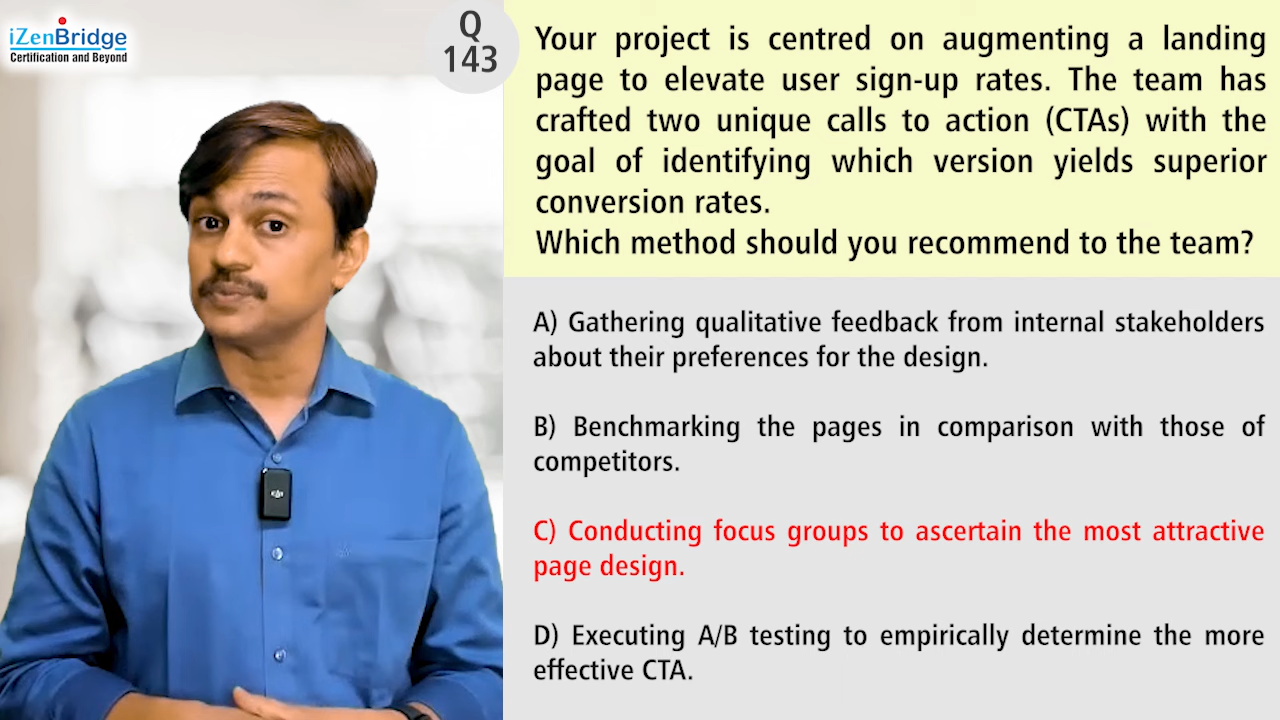 iZenBridge
Certification and Beyond
Q
143
Your project is centred on augmenting a landing
page to elevate user sign-up rates. The team has
crafted two unique calls to action (CTAs) with the
goal of identifying which version yields superior
conversion rates.
Which method should you recommend to the team?
A) Gathering qualitative feedback from internal stakeholders
about their preferences for the design.
B) Benchmarking the pages in comparison with those of
competitors.
C) Conducting focus groups to ascertain the most attractive
page design.
D) Executing A/B testing to empirically determine the more
effective CTA.